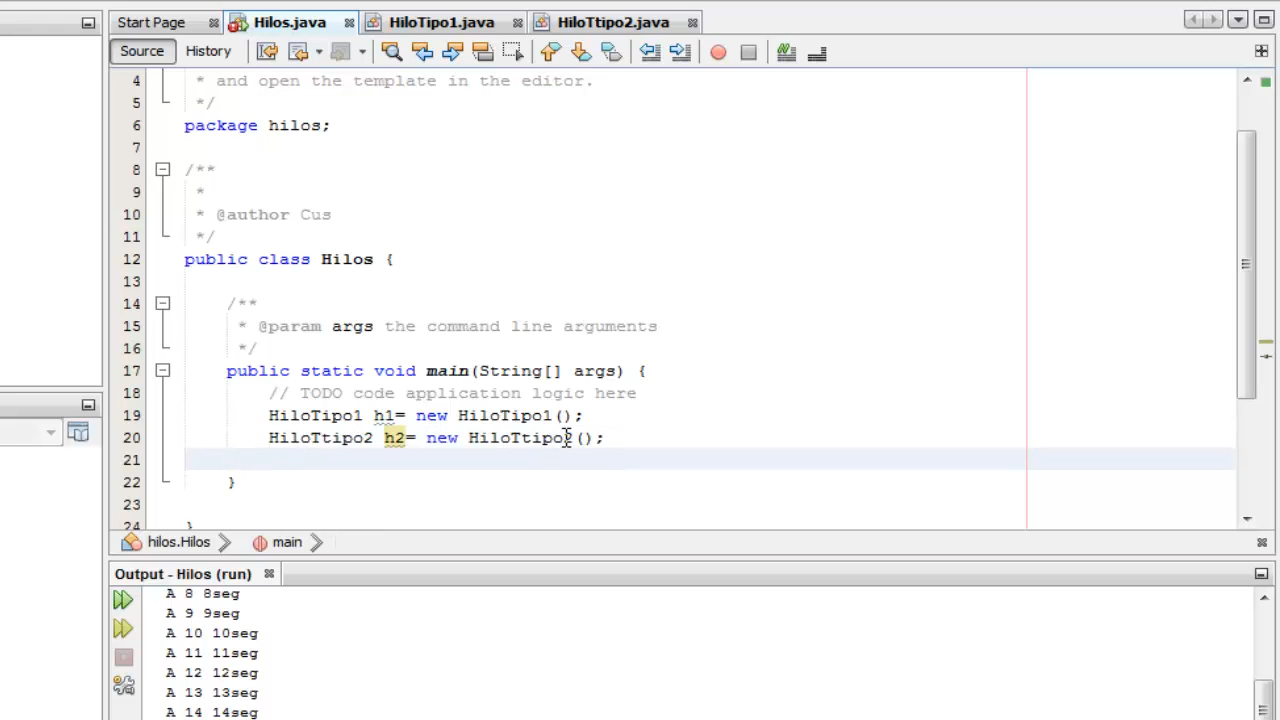 Start Page Hilos.java HiloTipo1.java HiloTtipo2.java
Source History
4 * and open the template in the editor.
5 */
6 package hilos;
7
8 /**
9 *
10 * @author Cus
11 */
12 public class Hilos {
13
14 /**
15 * @param args the command line arguments
16 */
17 public static void main(String[] args) {
18 // TODO code application logic here
19 HiloTipo1 h1= new HiloTipo1();
20 HiloTtipo2 h2= new HiloTtipo2();
21
22 }
23
24 }
hilos.Hilos main
Output - Hilos (run)
A 8 8seg
A 9 9seg
A 10 10seg
A 11 11seg
A 12 12seg
A 13 13seg
A 14 14seg